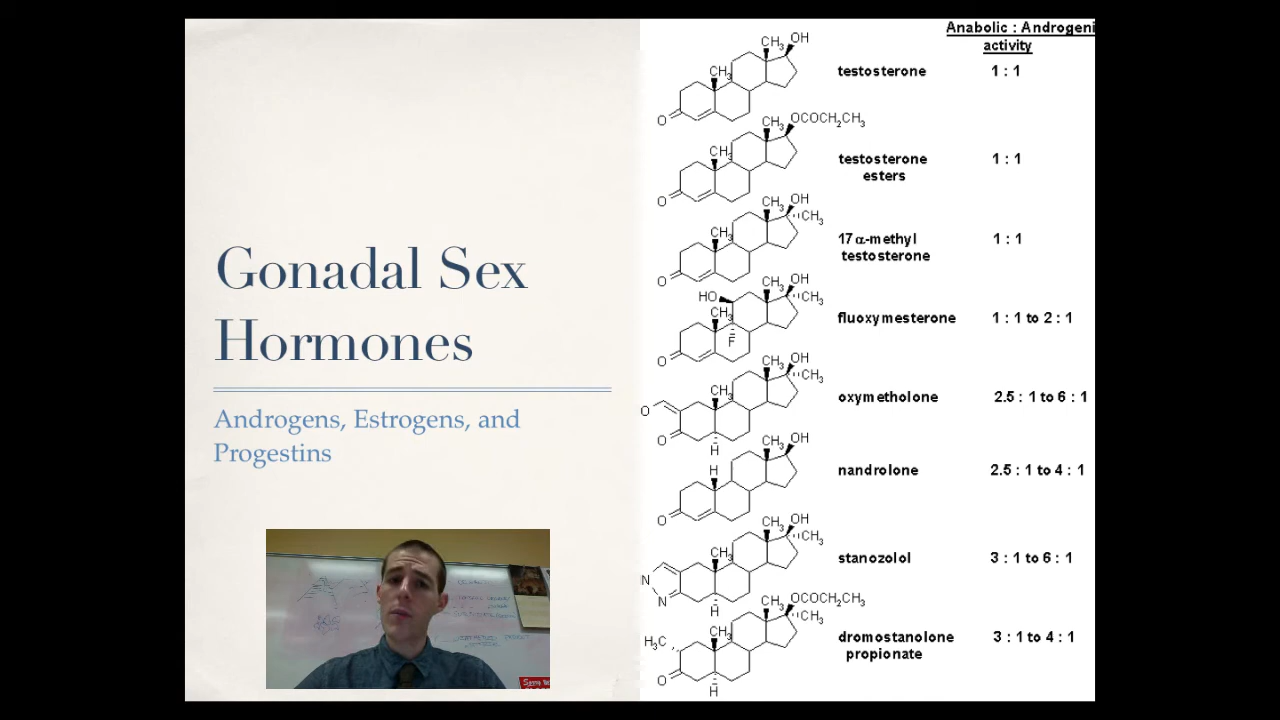 Gonadal Sex
Hormones
Androgens, Estrogens, and
Progestins
Anabolic : Androgeni
activity
CH3 OH
CH3
O
testosterone 1 : 1
CH3 OCOCH2CH3
CH3
O
testosterone 1 : 1
esters
CH3 OH
CH3
CH3
O
17 α-methyl 1 : 1
testosterone
CH3 OH
CH3
HO
CH3
F
O
fluoxymesterone 1 : 1 to 2 : 1
CH3 OH
CH3
CH3
O
O
H
oxymetholone 2.5 : 1 to 6 : 1
CH3 OH
H
O
nandrolone 2.5 : 1 to 4 : 1
CH3 OH
CH3
CH3
N
N
H
stanozolol 3 : 1 to 6 : 1
CH3 OCOCH2CH3
CH3
CH3
H3C
O
H
dromostanolone 3 : 1 to 4 : 1
propionate